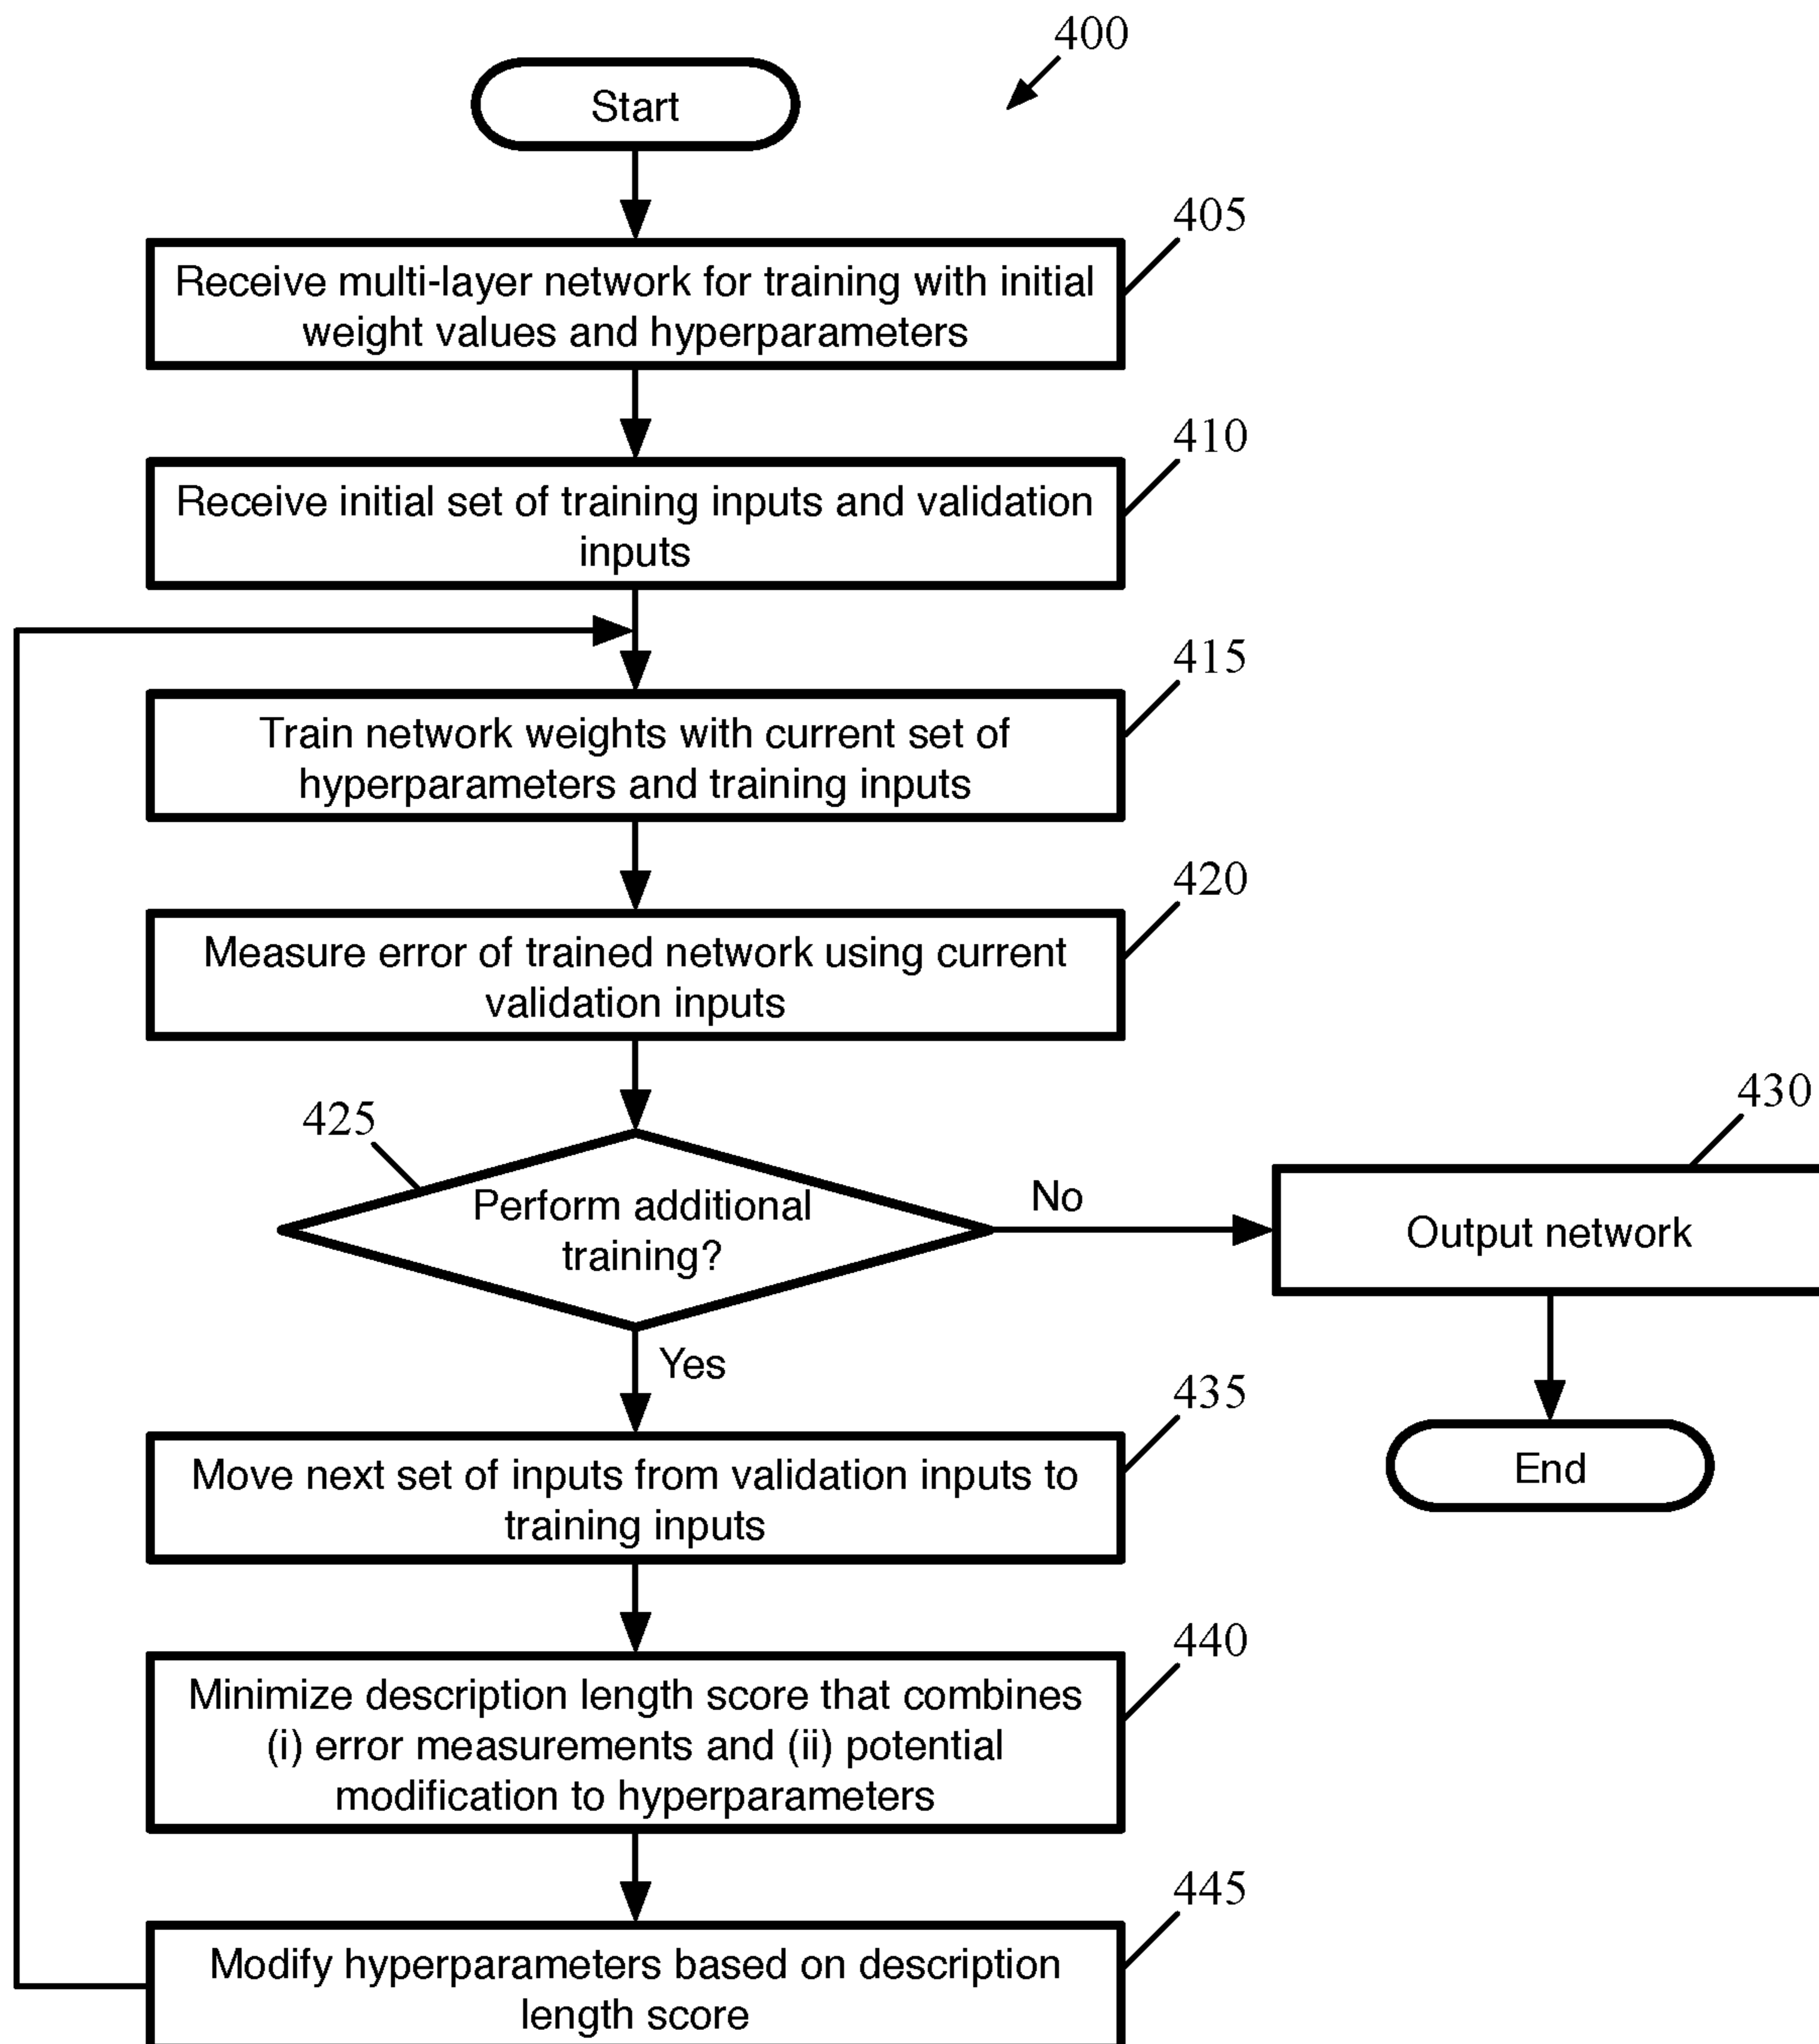 400
Start
405
Receive multi-layer network for training with initial
weight values and hyperparameters
410
Receive initial set of training inputs and validation
inputs
415
Train network weights with current set of
hyperparameters and training inputs
420
Measure error of trained network using current
validation inputs
425
Perform additional
training?
No
430
Output network
End
Yes
435
Move next set of inputs from validation inputs to
training inputs
440
Minimize description length score that combines
(i) error measurements and (ii) potential
modification to hyperparameters
445
Modify hyperparameters based on description
length score